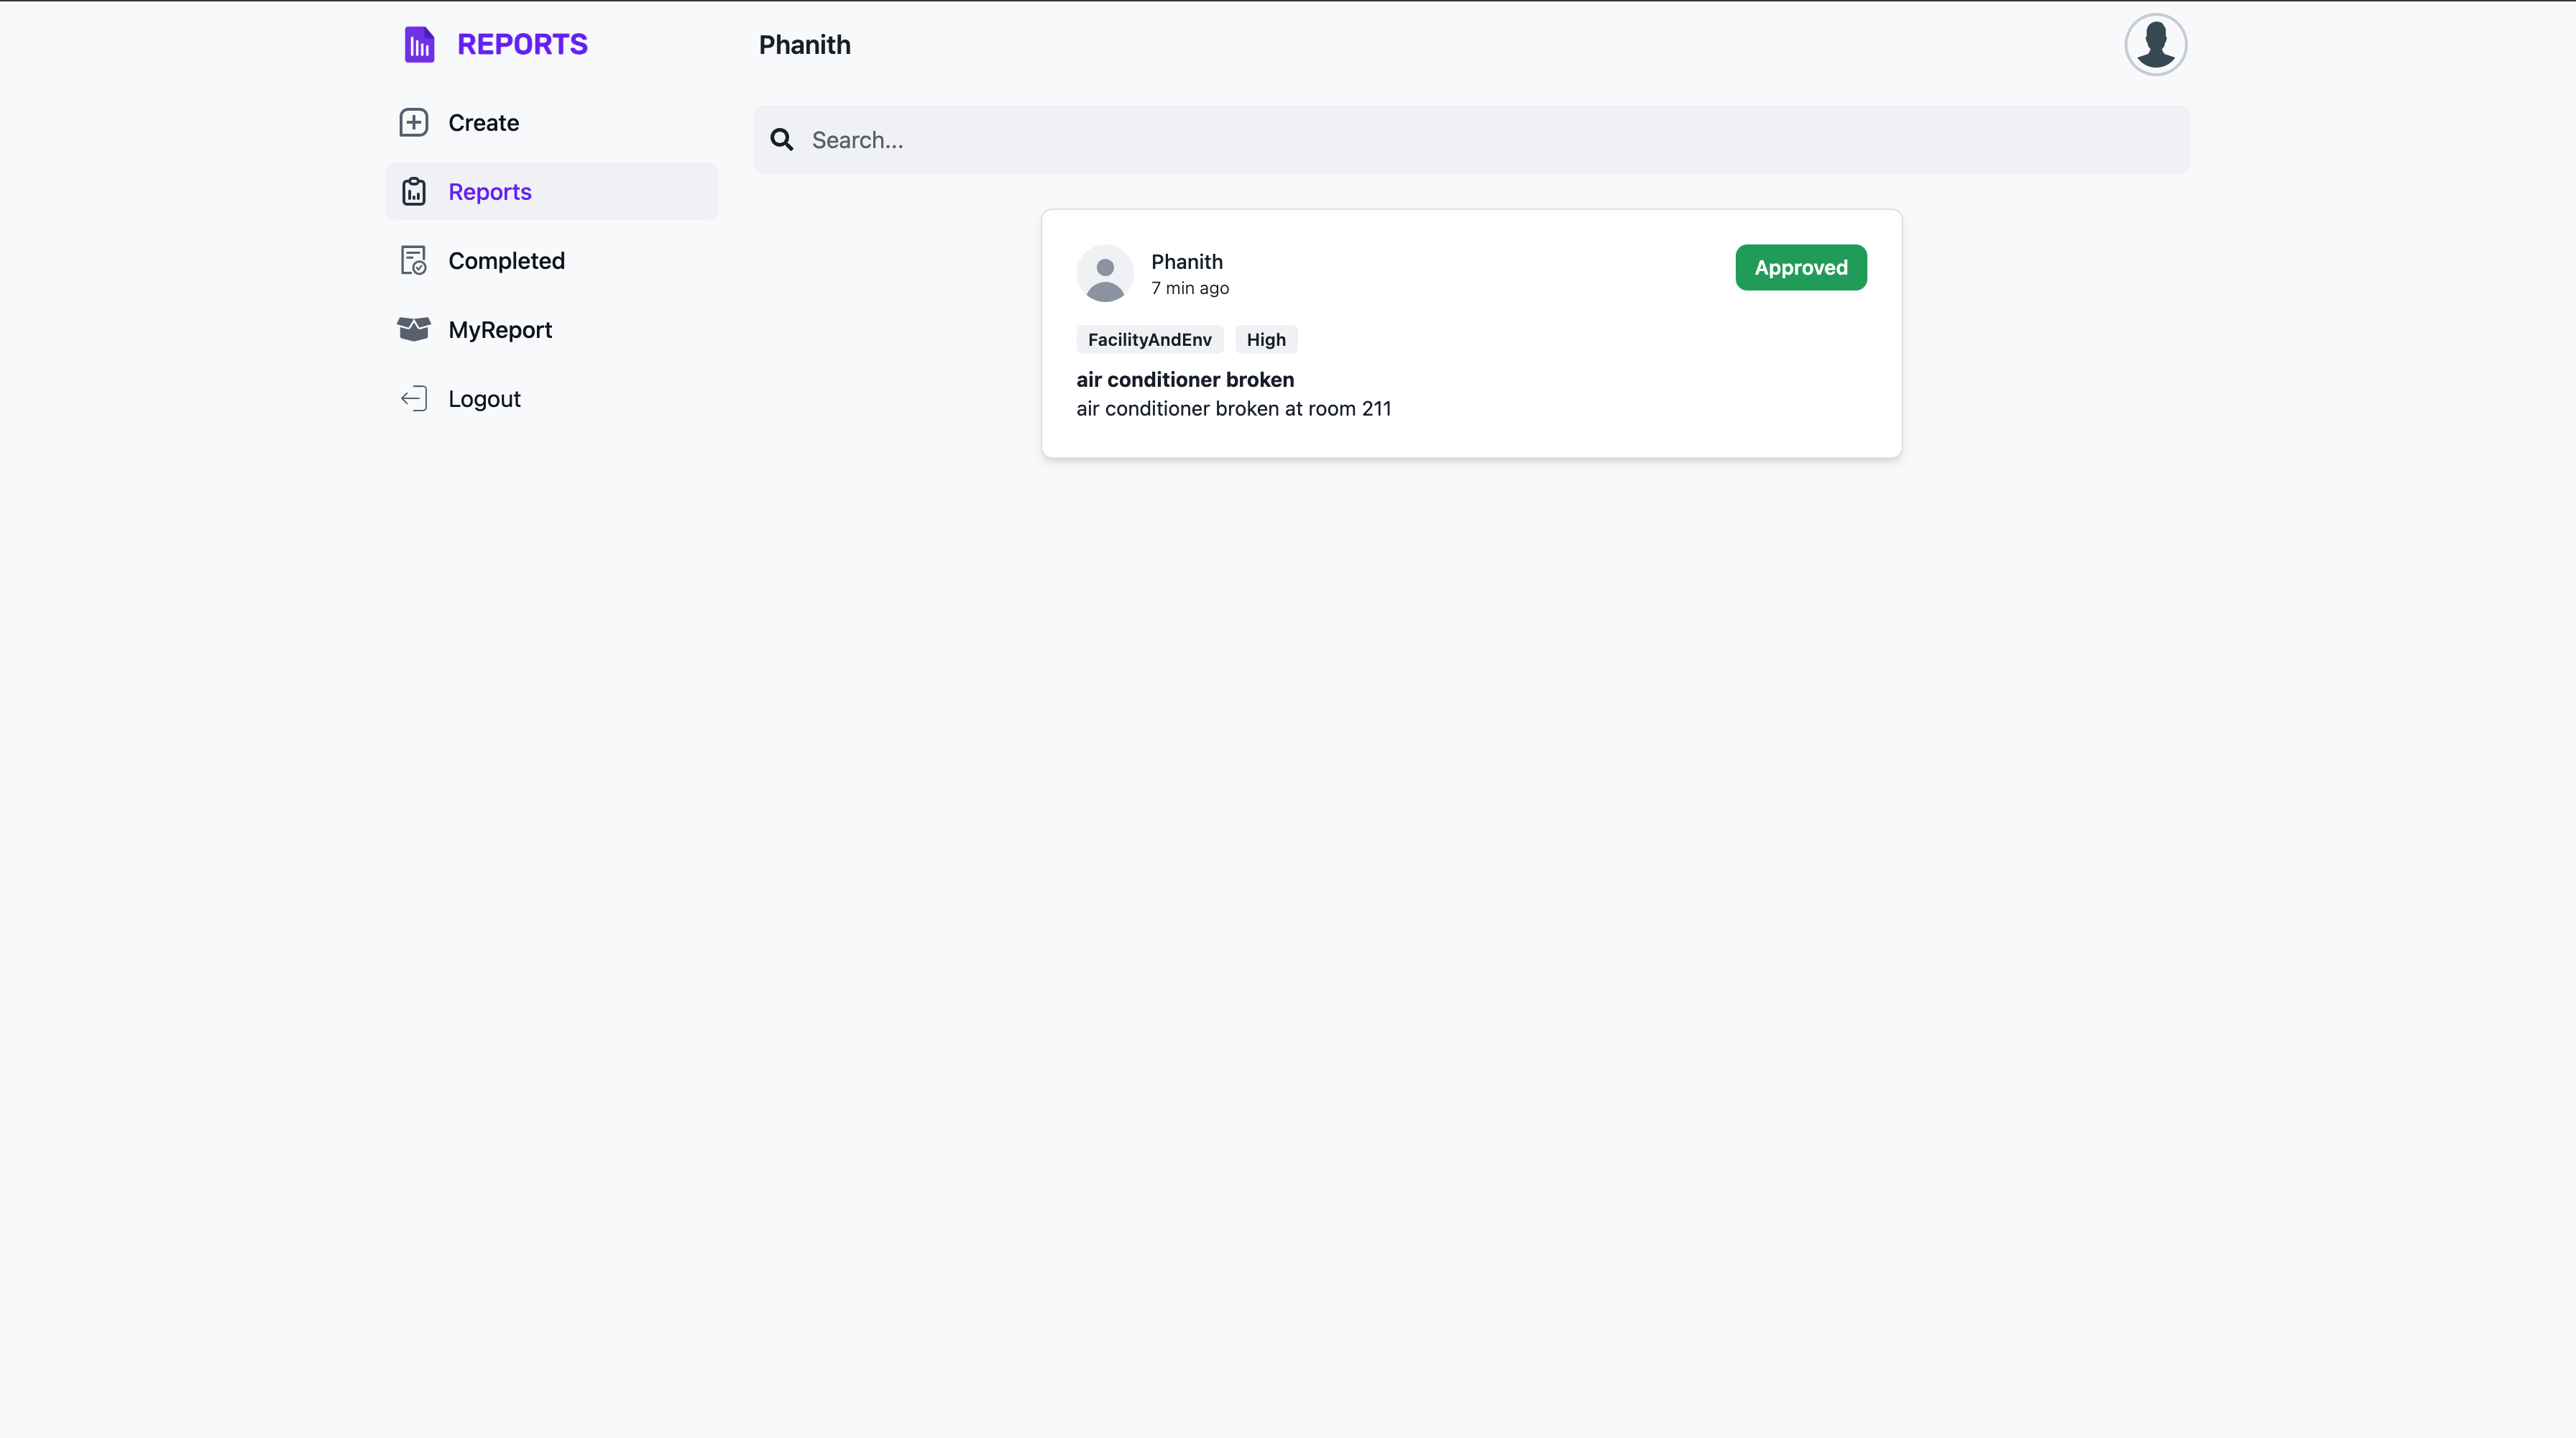 REPORTS
Phanith
Create
Reports
Completed
MyReport
Logout
Search...
Phanith
7 min ago
Approved
FacilityAndEnv
High
air conditioner broken
air conditioner broken at room 211